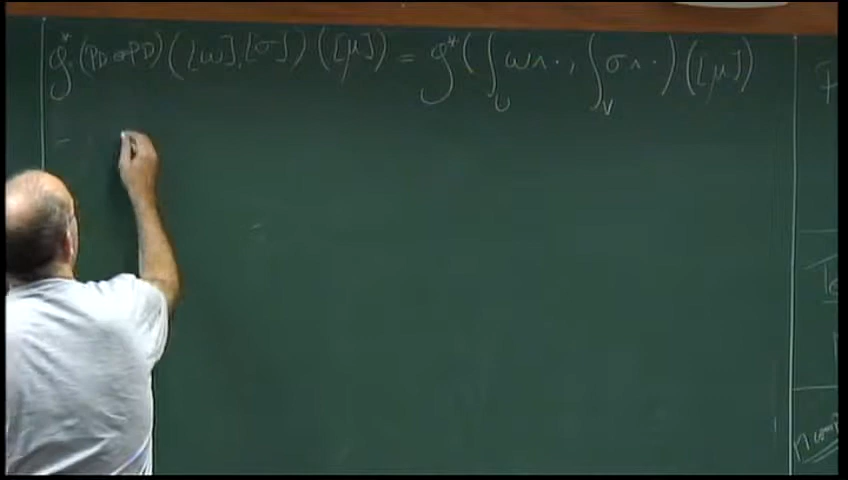 g* (PD ⊕ PD) ([ω], [σ]) ([μ]) = g* (∫_U ω∧·, ∫_V σ∧·) ([μ])